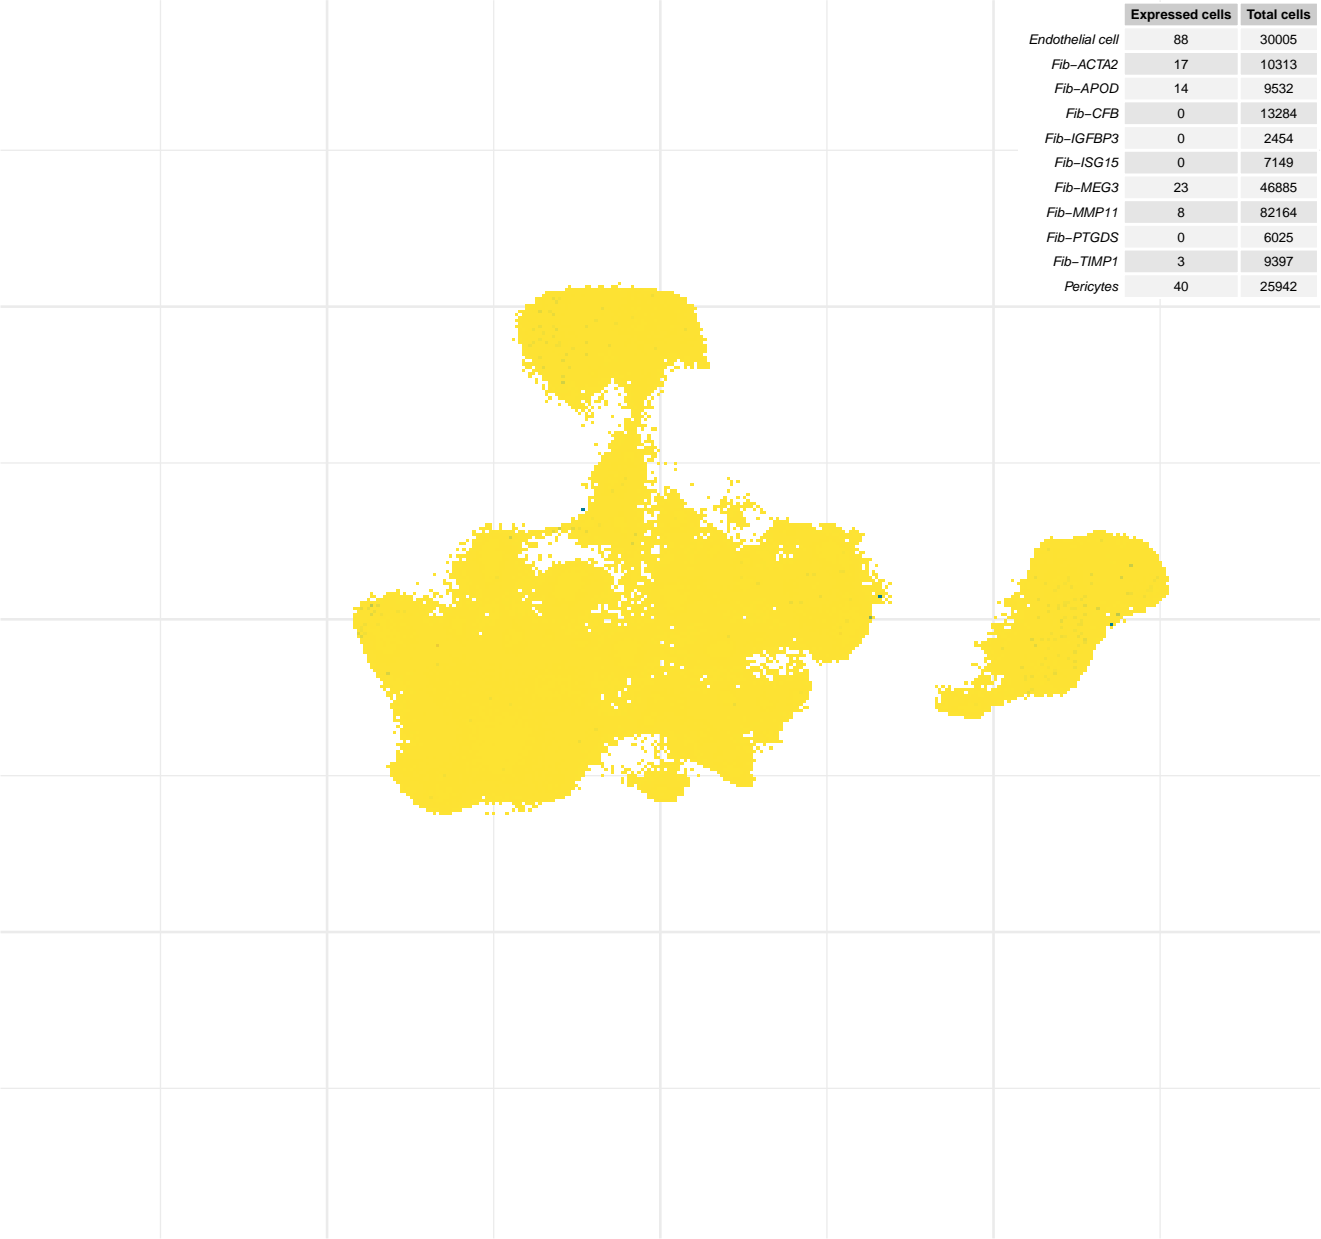 Expressed cells Total cells
Endothelial cell 88 30005
Fib−ACTA2 17 10313
Fib−APOD 14 9532
Fib−CFB 0 13284
Fib−IGFBP3 0 2454
Fib−ISG15 0 7149
Fib−MEG3 23 46885
Fib−MMP11 8 82164
Fib−PTGDS 0 6025
Fib−TIMP1 3 9397
Pericytes 40 25942